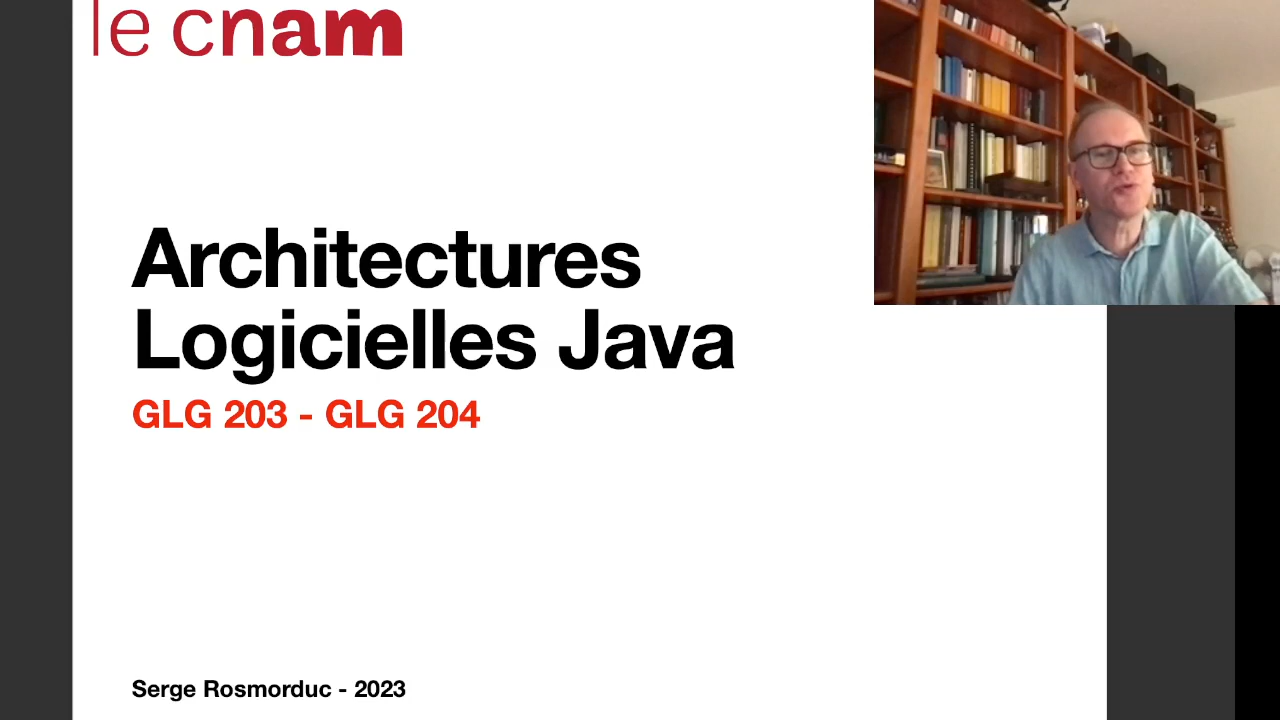 le cnam
Architectures
Logicielles Java
GLG 203 - GLG 204
Serge Rosmorduc - 2023